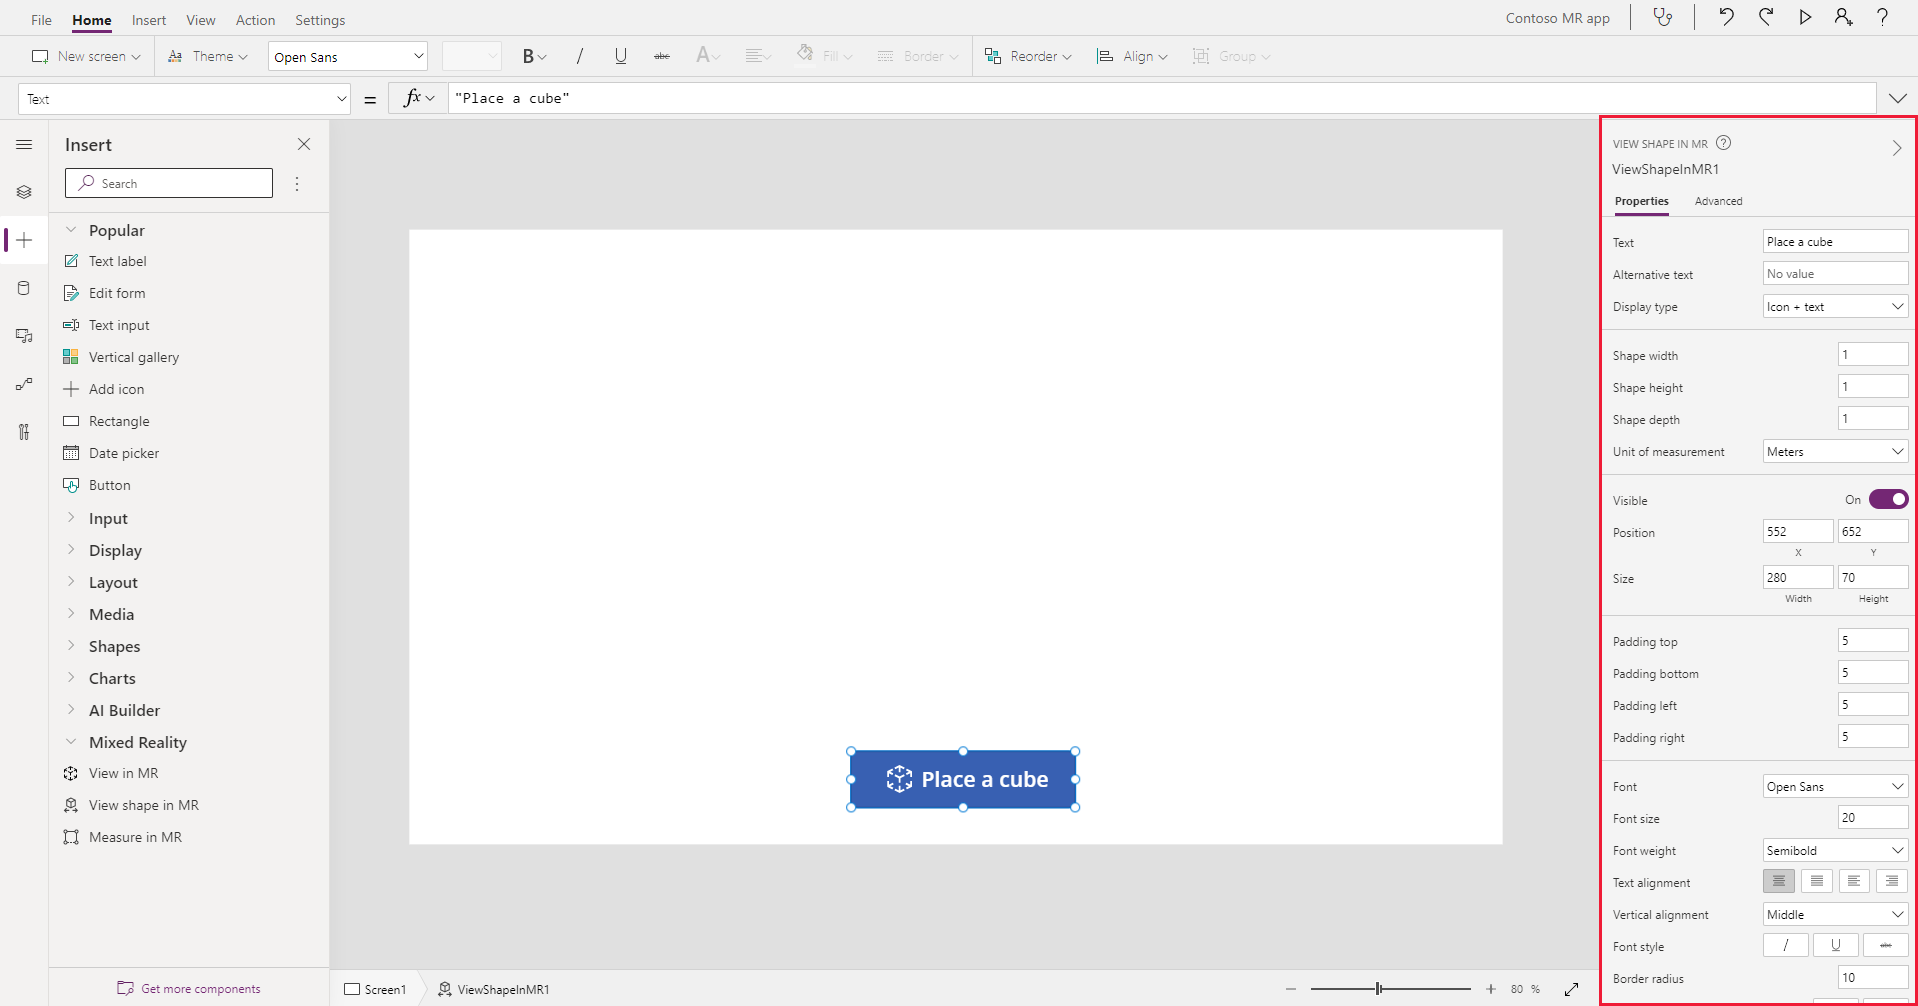 File Home Insert View Action Settings Contoso MR app
New screen Theme Open Sans B / U abc A Fill Border Reorder Align Group
Text = fx "Place a cube"
Insert
Search
Popular
Text label
Edit form
Text input
Vertical gallery
Add icon
Rectangle
Date picker
Button
Input
Display
Layout
Media
Shapes
Charts
AI Builder
Mixed Reality
View in MR
View shape in MR
Measure in MR
Get more components
Place a cube
Screen1 ViewShapeInMR1 80 %
VIEW SHAPE IN MR
ViewShapeInMR1
Properties Advanced
Text Place a cube
Alternative text No value
Display type Icon + text
Shape width 1
Shape height 1
Shape depth 1
Unit of measurement Meters
Visible On
Position 552 652
X Y
Size 280 70
Width Height
Padding top 5
Padding bottom 5
Padding left 5
Padding right 5
Font Open Sans
Font size 20
Font weight Semibold
Text alignment
Vertical alignment Middle
Font style / U abc
Border radius 10